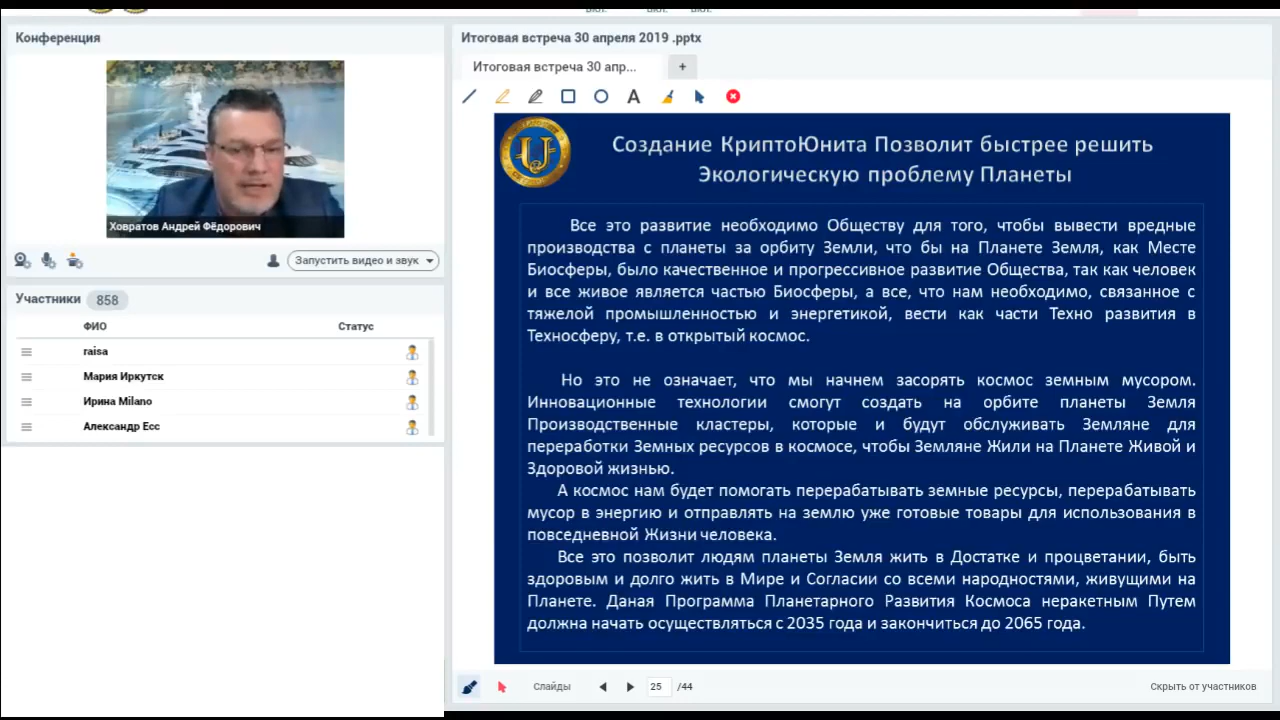 вкл.
вкл.
вкл.
Конференция
Ховратов Андрей Фёдорович
Запустить видео и звук
Участники 858
ФИО Статус
raisa
Мария Иркутск
Ирина Milano
Александр Есс
Итоговая встреча 30 апреля 2019 .pptx
Итоговая встреча 30 апр... +
A
Создание КриптоЮнита Позволит быстрее решить
Экологическую проблему Планеты
Все это развитие необходимо Обществу для того, чтобы вывести вредные
производства с планеты за орбиту Земли, что бы на Планете Земля, как Месте
Биосферы, было качественное и прогрессивное развитие Общества, так как человек
и все живое является частью Биосферы, а все, что нам необходимо, связанное с
тяжелой промышленностью и энергетикой, вести как части Техно развития в
Техносферу, т.е. в открытый космос.
Но это не означает, что мы начнем засорять космос земным мусором.
Инновационные технологии смогут создать на орбите планеты Земля
Производственные кластеры, которые и будут обслуживать Земляне для
переработки Земных ресурсов в космосе, чтобы Земляне Жили на Планете Живой и
Здоровой жизнью.
А космос нам будет помогать перерабатывать земные ресурсы, перерабатывать
мусор в энергию и отправлять на землю уже готовые товары для использования в
повседневной Жизни человека.
Все это позволит людям планеты Земля жить в Достатке и процветании, быть
здоровым и долго жить в Мире и Согласии со всеми народностями, живущими на
Планете. Даная Программа Планетарного Развития Космоса неракетным Путем
должна начать осуществляться с 2035 года и закончиться до 2065 года.
Слайды 25 /44 Скрыть от участников